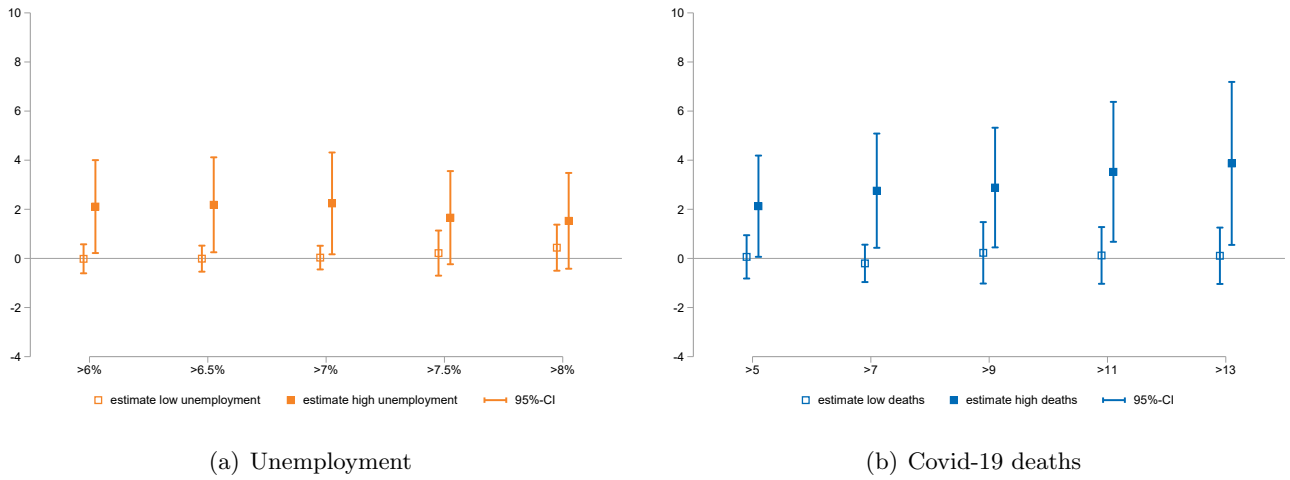 10
8
6
4
2
0
-2
-4
>6% >6.5% >7% >7.5% >8%
estimate low unemployment estimate high unemployment 95%-CI
(a) Unemployment
10
8
6
4
2
0
-2
-4
>5 >7 >9 >11 >13
estimate low deaths estimate high deaths 95%-CI
(b) Covid-19 deaths